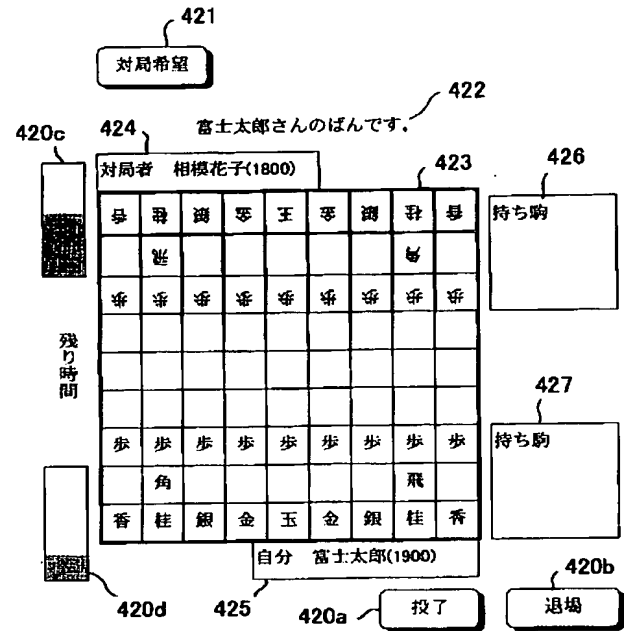 421
対局希望
422
富士太郎さんのばんです.
420c
424
対局者 相模花子(1800)
423
426
香 桂 銀 金 王 金 銀 桂 香
持ち駒
飛 角
歩 歩 歩 歩 歩 歩 歩 歩 歩
残り時間
427
歩 歩 歩 歩 歩 歩 歩 歩 歩
持ち駒
角 飛
香 桂 銀 金 玉 金 銀 桂 香
自分 富士太郎(1900)
420d
425
420a
投了
420b
退場